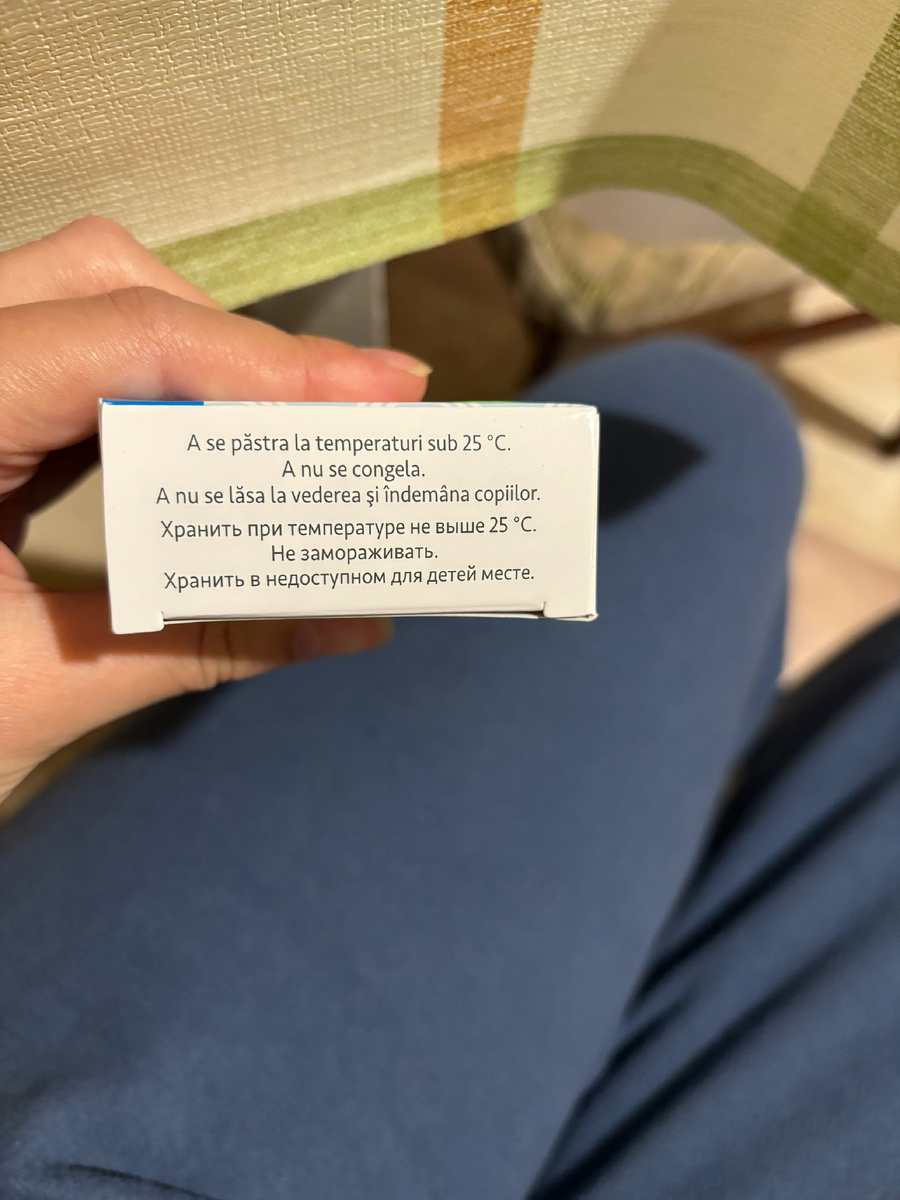 A se păstra la temperaturi sub 25 °C.
A nu se congela.
A nu se lăsa la vederea şi îndemâna copiilor.
Хранить при температуре не выше 25 °C.
Не замораживать.
Хранить в недоступном для детей месте.